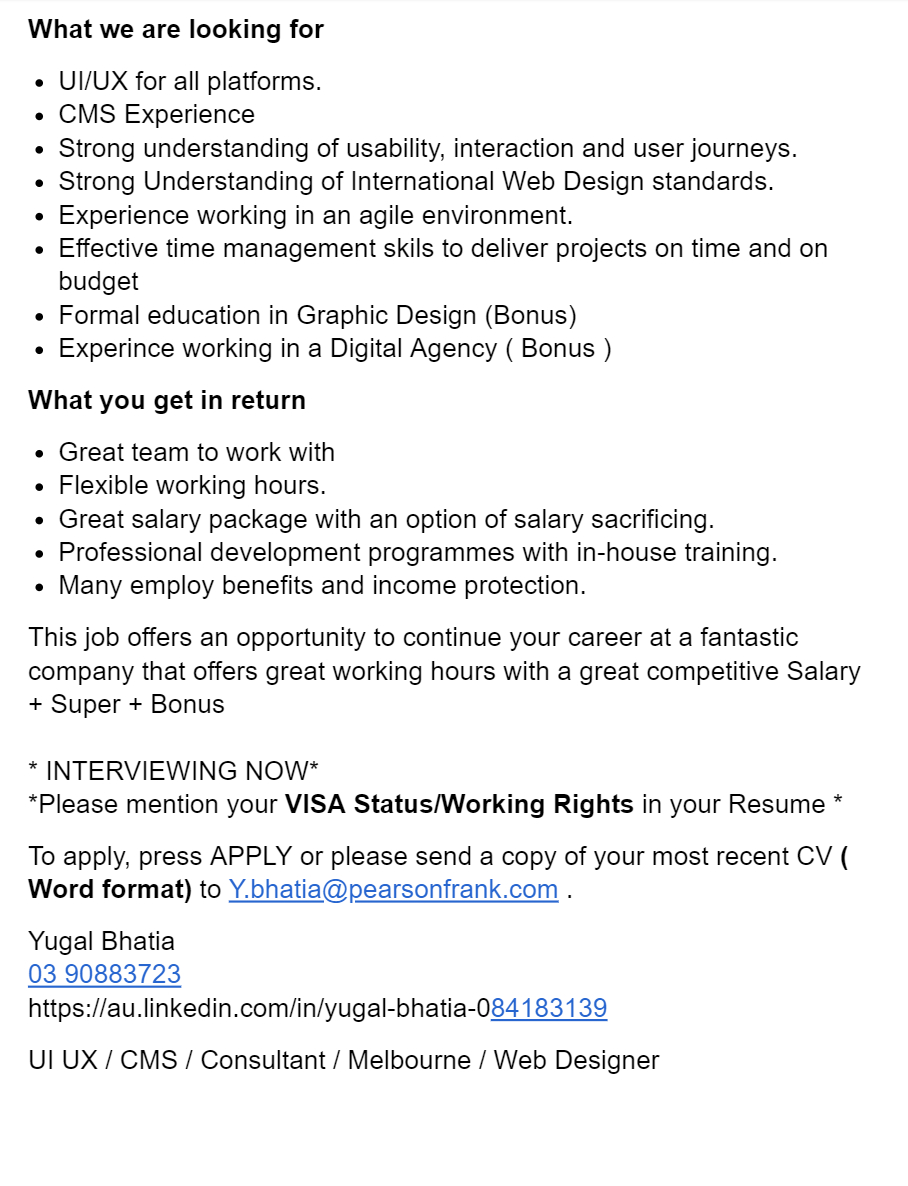 What we are looking for
• UI/UX for all platforms.
• CMS Experience
• Strong understanding of usability, interaction and user journeys.
• Strong Understanding of International Web Design standards.
• Experience working in an agile environment.
• Effective time management skils to deliver projects on time and on
budget
• Formal education in Graphic Design (Bonus)
• Experince working in a Digital Agency ( Bonus )
What you get in return
• Great team to work with
• Flexible working hours.
• Great salary package with an option of salary sacrificing.
• Professional development programmes with in-house training.
• Many employ benefits and income protection.
This job offers an opportunity to continue your career at a fantastic
company that offers great working hours with a great competitive Salary
+ Super + Bonus
* INTERVIEWING NOW*
*Please mention your VISA Status/Working Rights in your Resume *
To apply, press APPLY or please send a copy of your most recent CV (
Word format) to Y.bhatia@pearsonfrank.com .
Yugal Bhatia
03 90883723
https://au.linkedin.com/in/yugal-bhatia-084183139
UI UX / CMS / Consultant / Melbourne / Web Designer